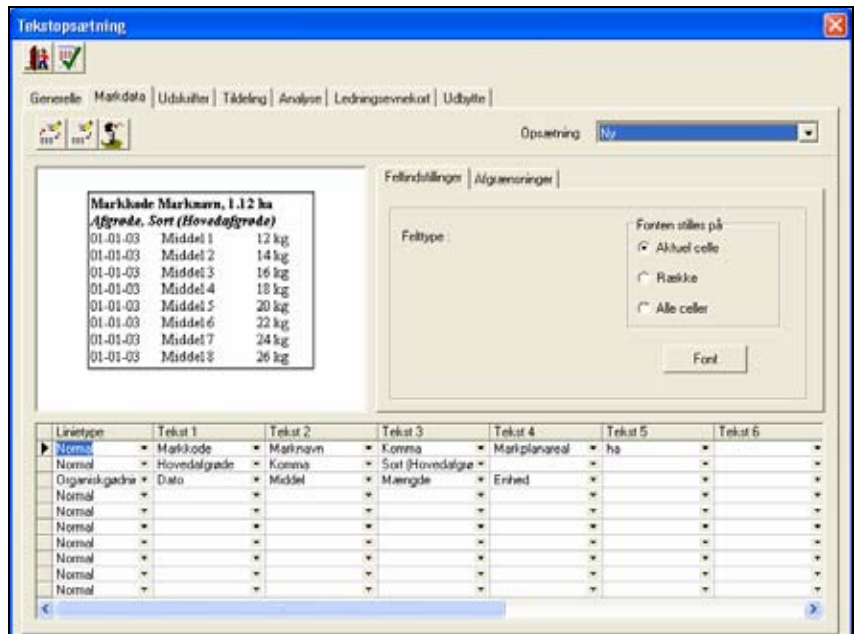 Tekstopsætning
Generelle Markdata Udskrifter Tildeling Analyse Ledningsevnekort Udbytte
Opsætning Ny
Feltindstillinger Afgrænsninger
Markkode Marknavn, 1.12 ha
Afgrøde, Sort (Hovedafgrøde)
01-01-03 Middel 1 12 kg
01-01-03 Middel 2 14 kg
01-01-03 Middel 3 16 kg
01-01-03 Middel 4 18 kg
01-01-03 Middel 5 20 kg
01-01-03 Middel 6 22 kg
01-01-03 Middel 7 24 kg
01-01-03 Middel 8 26 kg
Felttype :
Fonten stilles på
Aktuel celle
Række
Alle celler
Font
Linietype Tekst 1 Tekst 2 Tekst 3 Tekst 4 Tekst 5 Tekst 6
Normal Markkode Marknavn Komma Markplanareal ha
Normal Hovedafgrøde Komma Sort (Hovedafgrø
Organiskgødnin Dato Middel Mængde Enhed
Normal
Normal
Normal
Normal
Normal
Normal
Normal